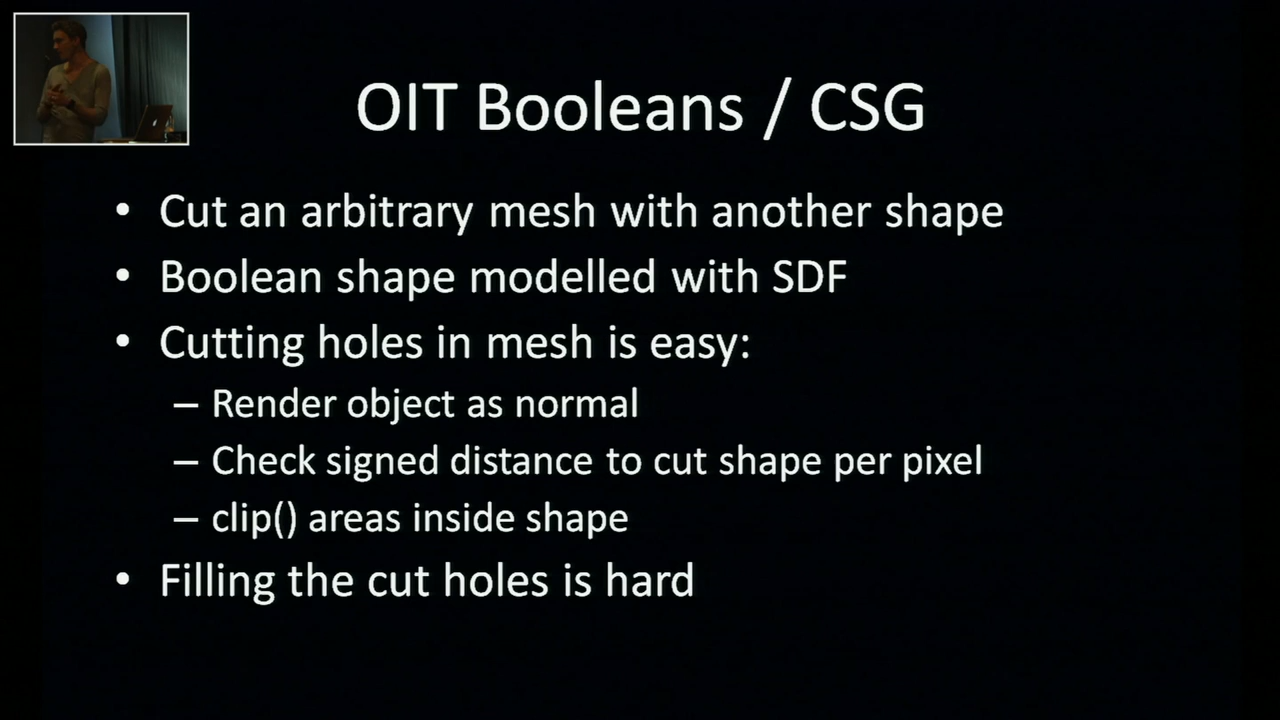 OIT Booleans / CSG
• Cut an arbitrary mesh with another shape
• Boolean shape modelled with SDF
• Cutting holes in mesh is easy:
– Render object as normal
– Check signed distance to cut shape per pixel
– clip() areas inside shape
• Filling the cut holes is hard